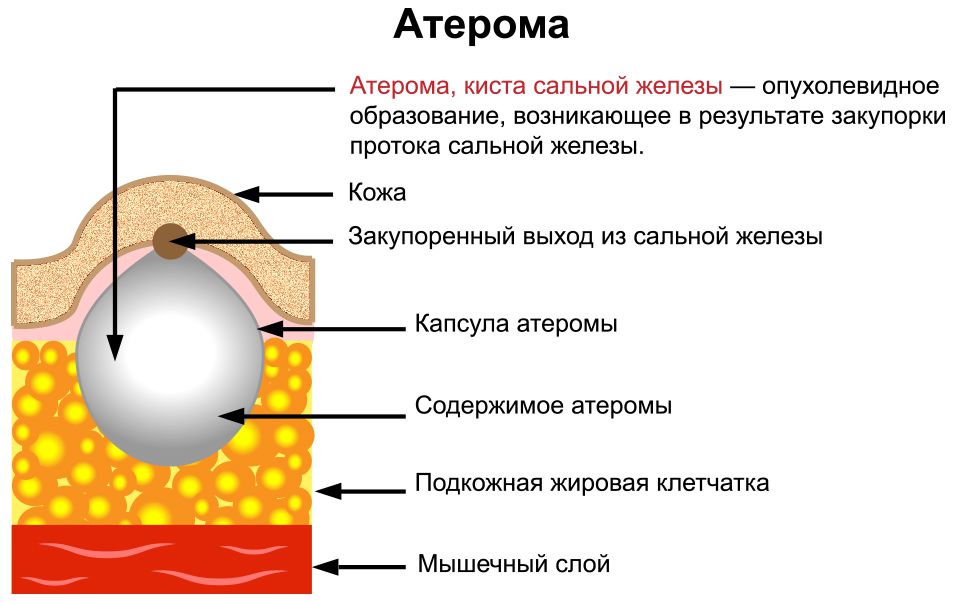 Атерома
Атерома, киста сальной железы — опухолевидное
образование, возникающее в результате закупорки
протока сальной железы.
Кожа
Закупоренный выход из сальной железы
Капсула атеромы
Содержимое атеромы
Подкожная жировая клетчатка
Мышечный слой